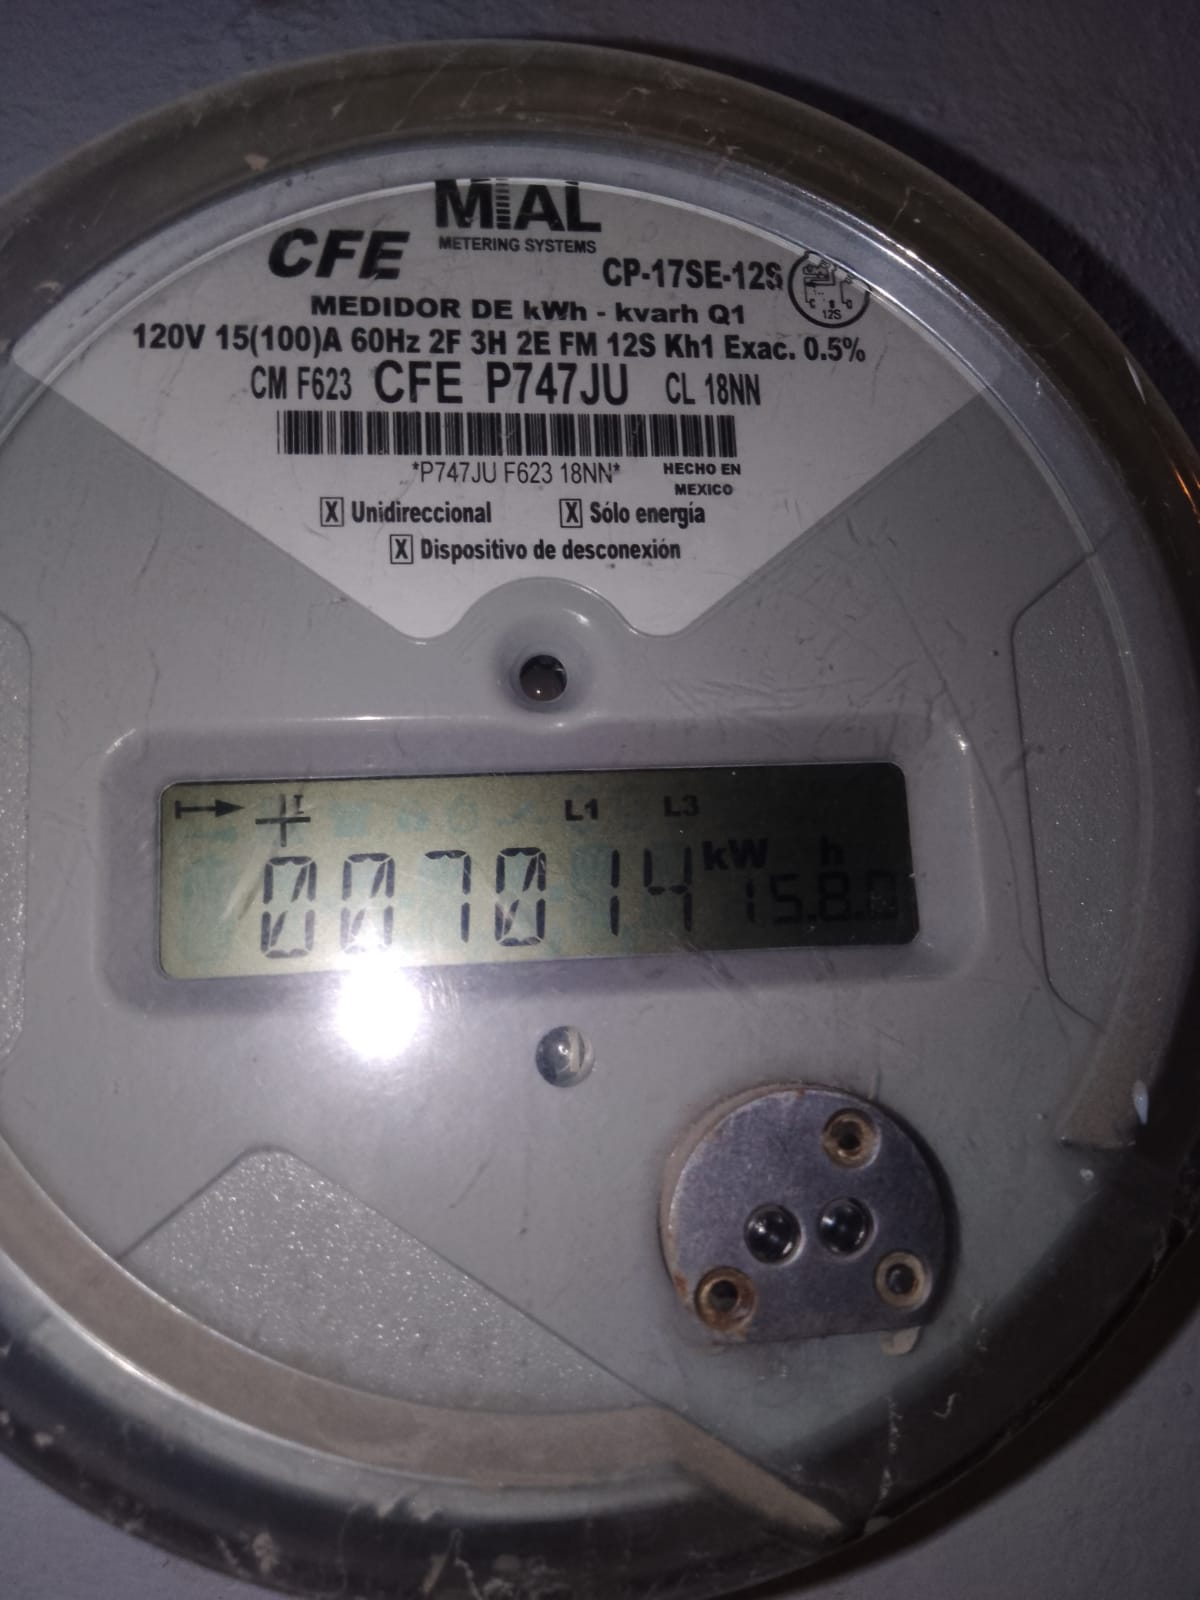 MIAL
METERING SYSTEMS
CFE
CP-17SE-12S
12S
MEDIDOR DE kWh - kvarh Q1
120V 15(100)A 60Hz 2F 3H 2E FM 12S Kh1 Exac. 0.5%
CM F623 CFE P747JU CL 18NN
*P747JU F623 18NN*
HECHO EN
MEXICO
X Unidireccional X Sólo energía
X Dispositivo de desconexión
L1 L3
007014 kW h 15.8.0